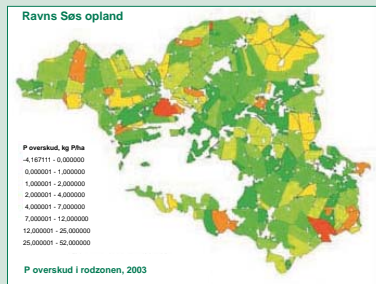 Ravns Søs opland
P overskud, kg P/ha
-4,167111 - 0,000000
0,000001 - 1,000000
1,000001 - 2,000000
2,000001 - 4,000000
4,000001 - 7,000000
7,000001 - 12,000000
12,000001 - 25,000000
25,000001 - 52,000000
P overskud i rodzonen, 2003